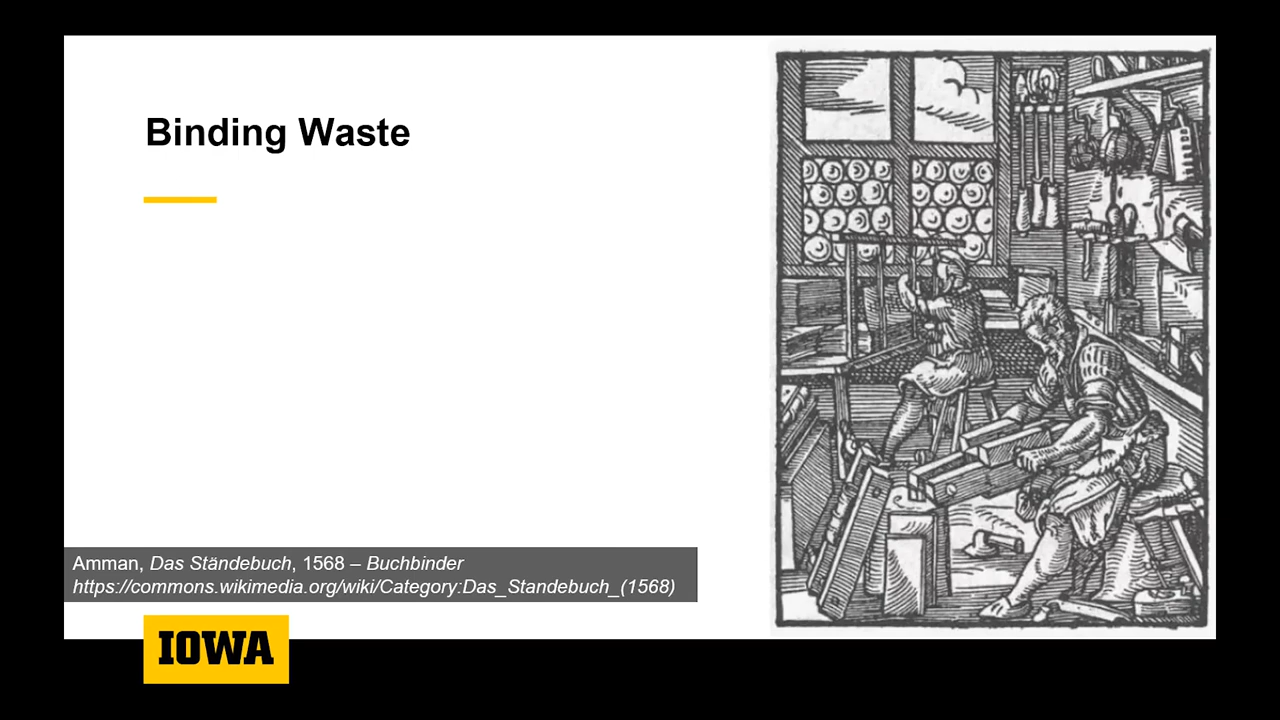 Binding Waste
Amman, Das Ständebuch, 1568 – Buchbinder
https://commons.wikimedia.org/wiki/Category:Das_Standebuch_(1568)
IOWA